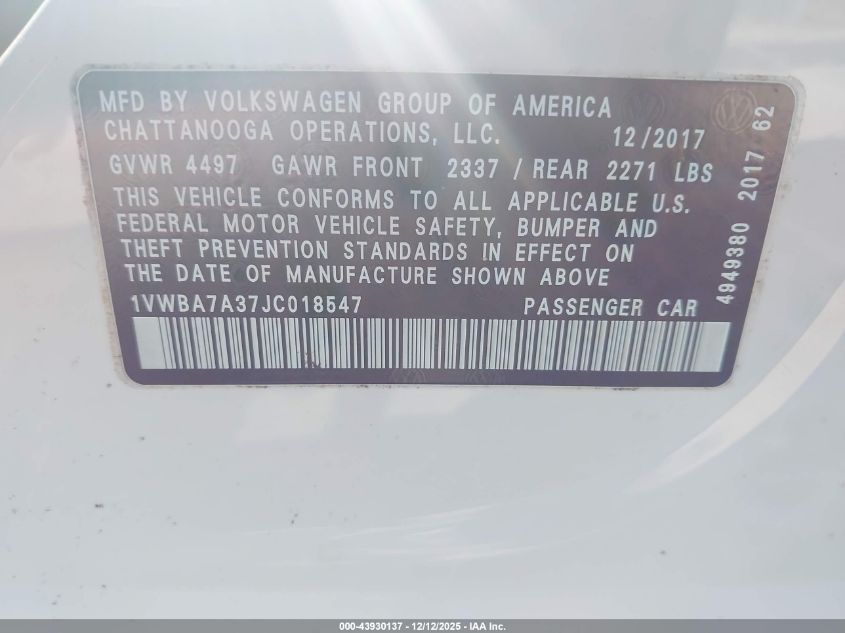 MFD BY VOLKSWAGEN GROUP OF AMERICA
CHATTANOOGA OPERATIONS, LLC. 12/2017
GVWR 4497 GAWR FRONT 2337 / REAR 2271 LBS
THIS VEHICLE CONFORMS TO ALL APPLICABLE U.S.
FEDERAL MOTOR VEHICLE SAFETY, BUMPER AND
THEFT PREVENTION STANDARDS IN EFFECT ON
THE DATE OF MANUFACTURE SHOWN ABOVE
1VWBA7A37JC018547 PASSENGER CAR
4949380 2017 62
000-43930137 - 12/12/2025 - IAA Inc.